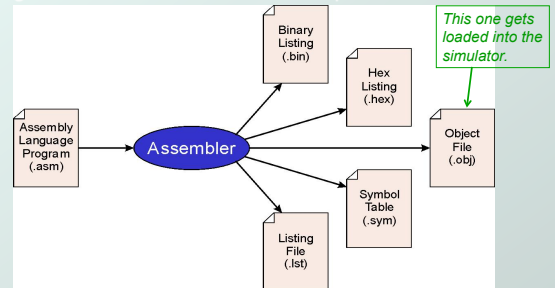 This one gets
loaded into the
simulator.
Binary
Listing
(.bin)
Hex
Listing
(.hex)
Assembly
Language
Program
(.asm)
Assembler
Object
File
(.obj)
Symbol
Table
(.sym)
Listing
File
(.lst)